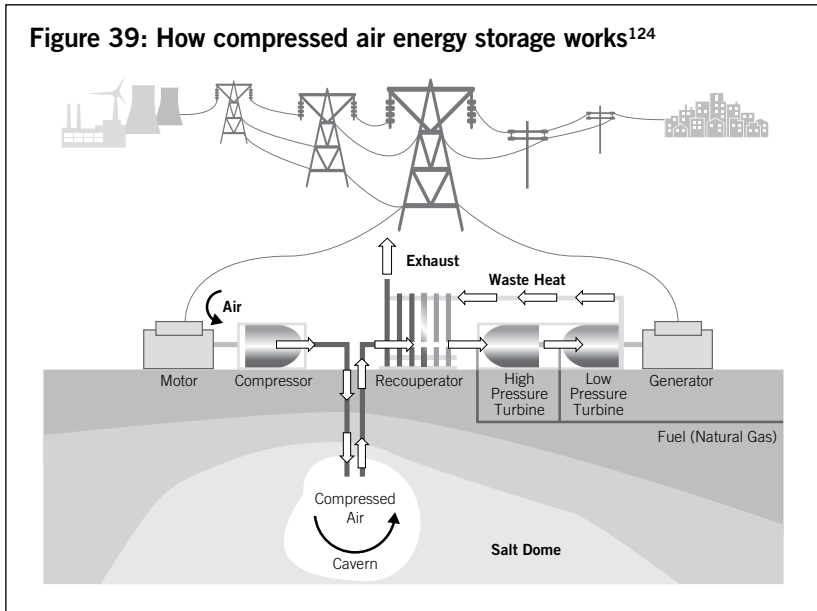 Figure 39: How compressed air energy storage works124
Exhaust
Waste Heat
Air
Motor
Compressor
Recouperator
High
Pressure
Turbine
Low
Pressure
Turbine
Generator
Fuel (Natural Gas)
Compressed
Air
Cavern
Salt Dome